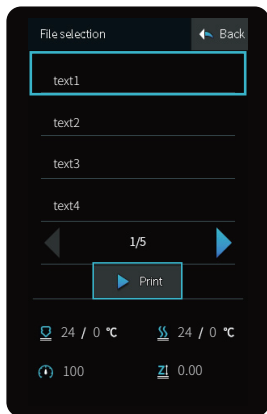 File selection Back
text1
text2
text3
text4
1/5
Print
24 / 0 ℃ 24 / 0 ℃
100 Z 0.00